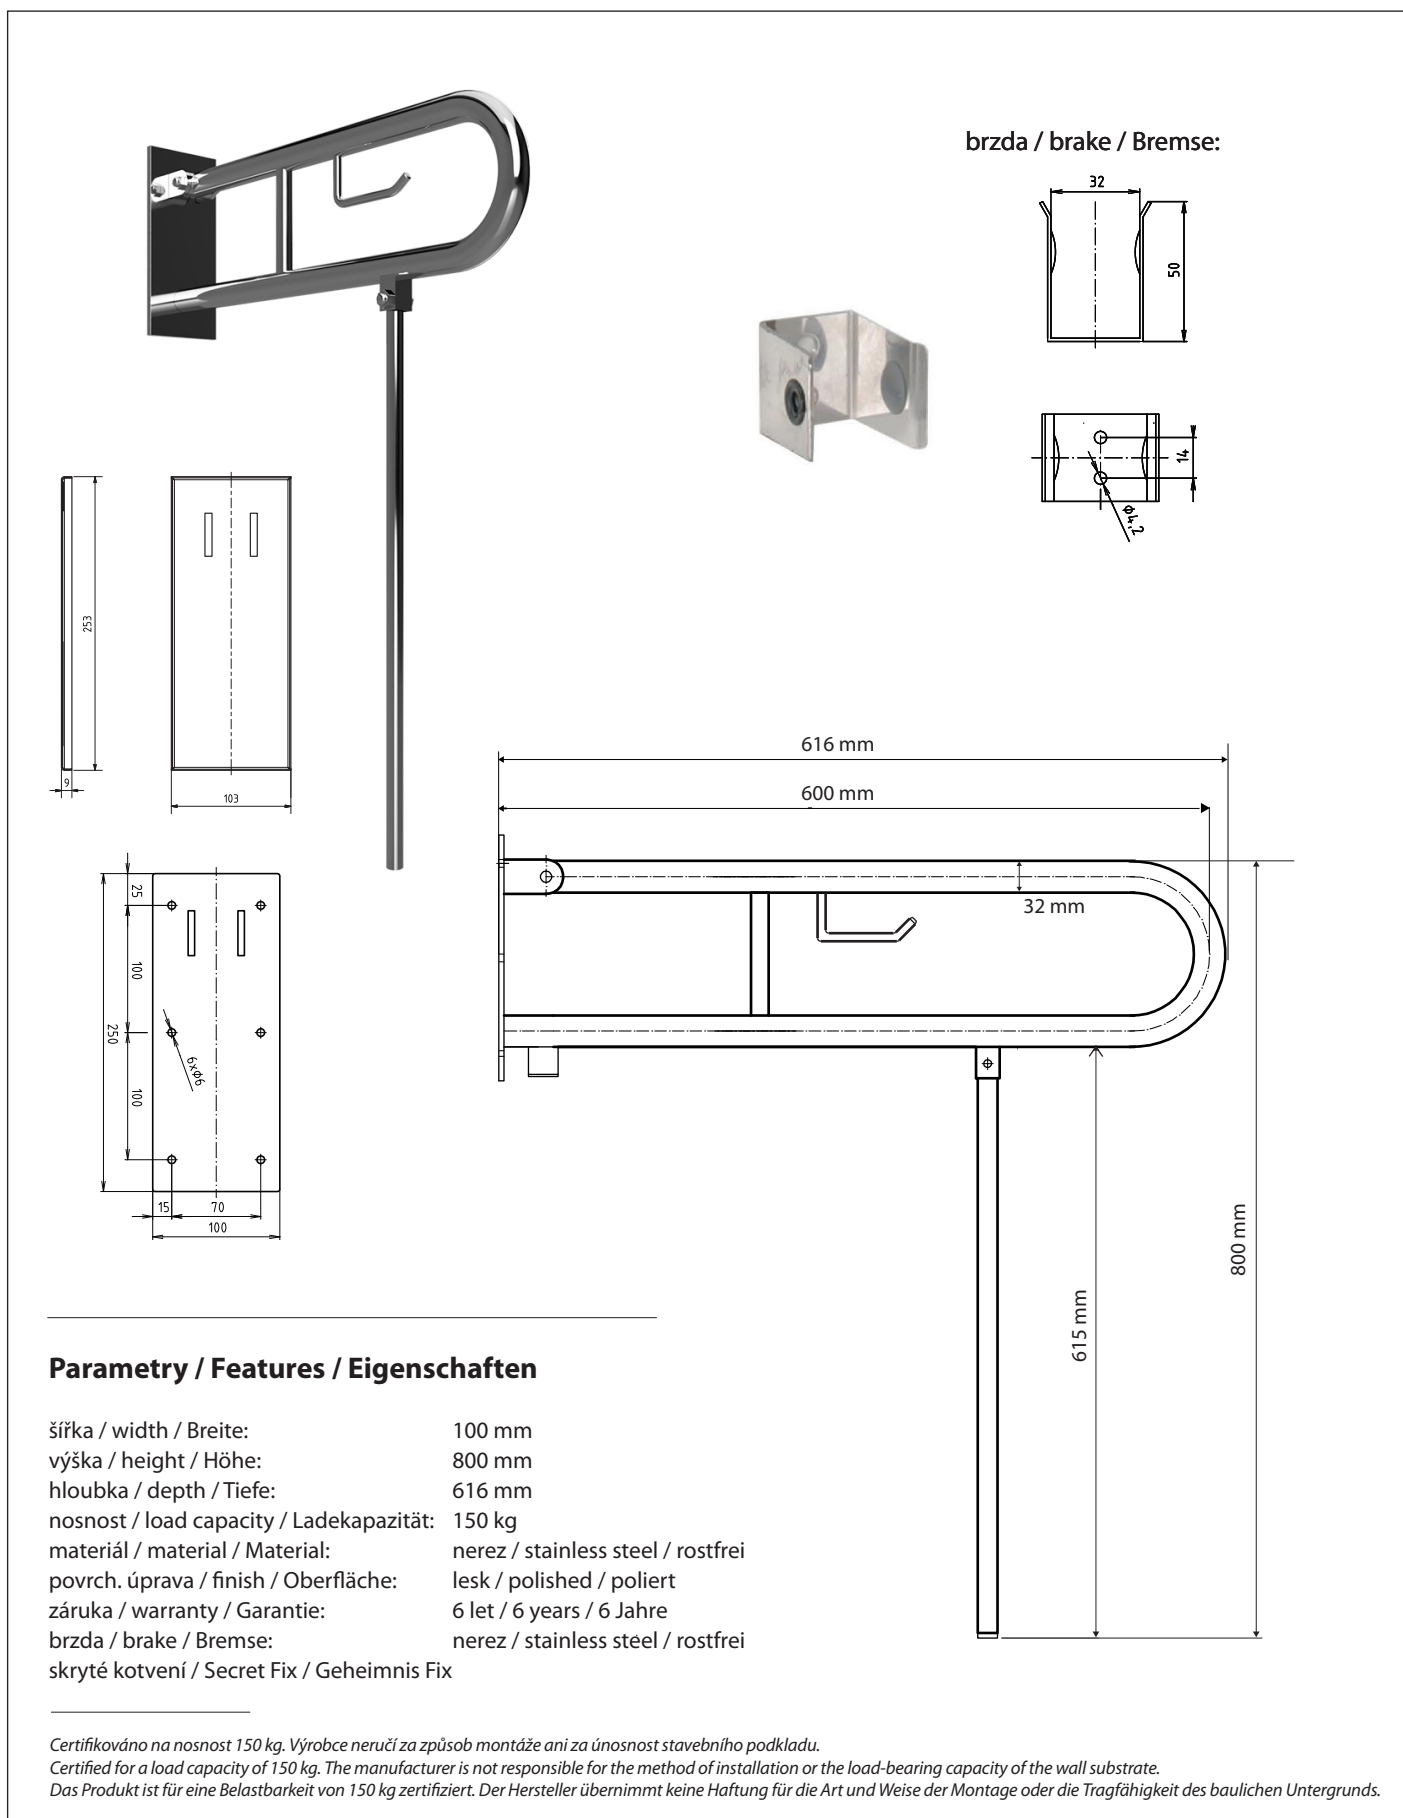 brzda / brake / Bremse:
32
50
14
ϕ4,2
253
9
103
616 mm
600 mm
32 mm
25
100
250
6xϕ6
100
15
70
100
800 mm
615 mm
Parametry / Features / Eigenschaften
šířka / width / Breite: 100 mm
výška / height / Höhe: 800 mm
hloubka / depth / Tiefe: 616 mm
nosnost / load capacity / Ladekapazität: 150 kg
materiál / material / Material: nerez / stainless steel / rostfrei
povrch. úprava / finish / Oberfläche: lesk / polished / poliert
záruka / warranty / Garantie: 6 let / 6 years / 6 Jahre
brzda / brake / Bremse: nerez / stainless steel / rostfrei
skryté kotvení / Secret Fix / Geheimnis Fix
Certifikováno na nosnost 150 kg. Výrobce neručí za způsob montáže ani za únosnost stavebního podkladu.
Certified for a load capacity of 150 kg. The manufacturer is not responsible for the method of installation or the load-bearing capacity of the wall substrate.
Das Produkt ist für eine Belastbarkeit von 150 kg zertifiziert. Der Hersteller übernimmt keine Haftung für die Art und Weise der Montage oder die Tragfähigkeit des baulichen Untergrunds.